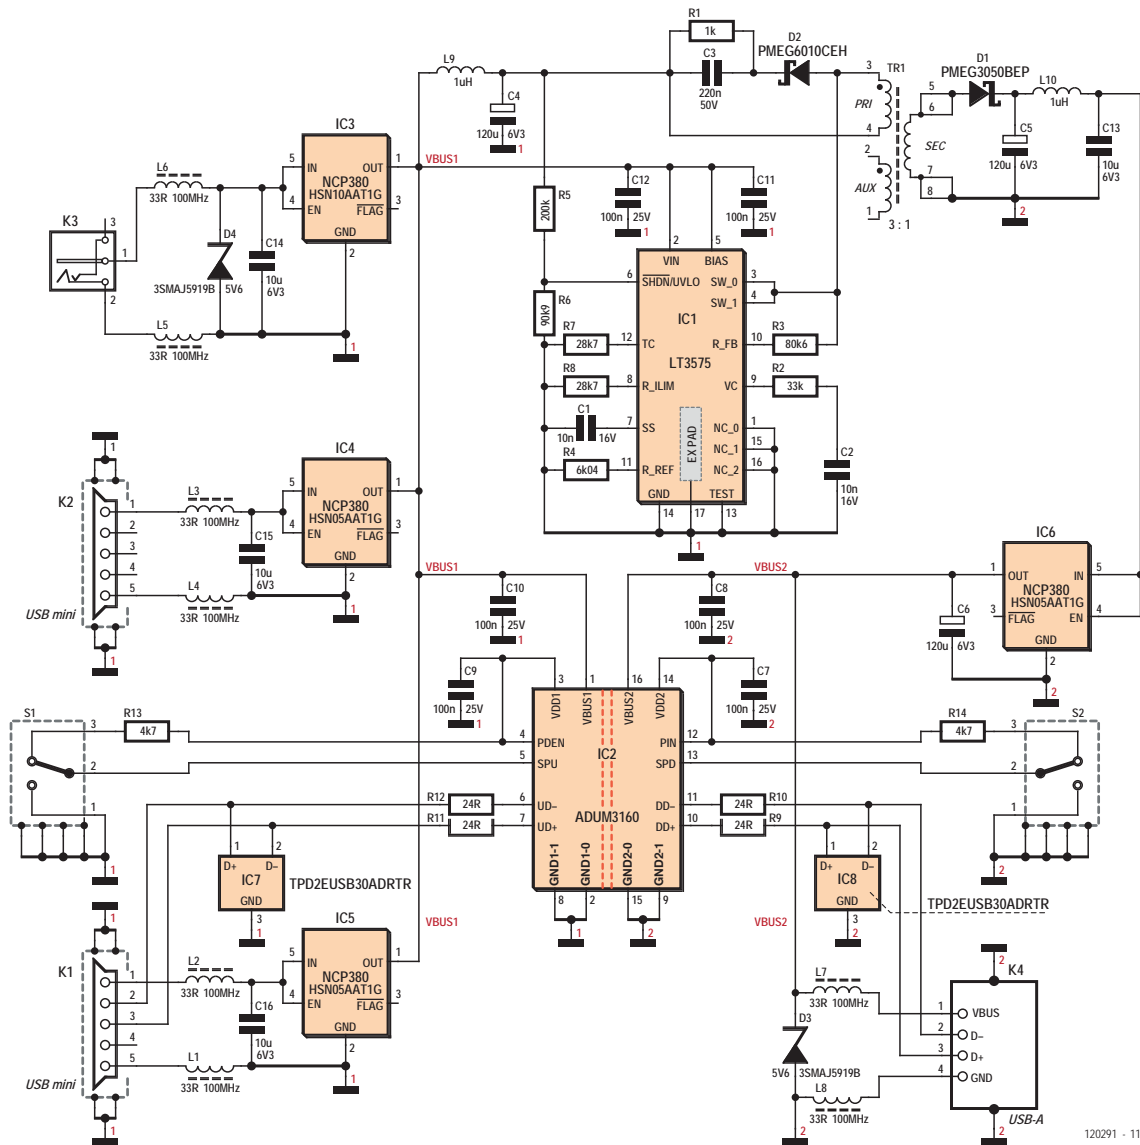 R1
1k
C3
220n
50V
D2
PMEG6010CEH
L9
1uH
C4
120u 6V3
1
3
TR1
PRI
4
2
AUX
1
3 : 1
SEC
5
6
7
8
D1
PMEG3050BEP
L10
1uH
C5
120u 6V3
C13
10u
6V3
2
IC3
5
IN
OUT
1
NCP380
HSN10AAT1G
4
EN
FLAG
3
GND
2
VBUS1
L6
33R 100MHz
K3
3
1
2
D4
3SMAJ5919B 5V6
C14
10u
6V3
L5
33R 100MHz
1
C12
100n 25V
1
C11
100n 25V
1
R5
200k
R6
90k9
2
5
VIN
BIAS
6
SHDN/UVLO
SW_0
3
SW_1
4
IC1
LT3575
R7
28k7
12
TC
R_FB
10
R3
80k6
R8
28k7
8
R_ILIM
VC
9
R2
33k
C1
10n 16V
7
SS
NC_0
1
NC_1
15
NC_2
16
R4
6k04
11
R_REF
EXPAD
GND
TEST
14
17
13
1
C2
10n
16V
1
K2
1
2
3
4
5
USB mini
1
L3
33R 100MHz
C15
10u
6V3
L4
33R 100MHz
IC4
5
IN
OUT
1
NCP380
HSN05AAT1G
4
EN
FLAG
3
GND
2
1
VBUS1
C10
100n 25V
1
C8
100n 25V
2
VBUS2
C9
100n 25V
1
C7
100n 25V
2
C6
120u 6V3
IC6
1
OUT
IN
5
NCP380
HSN05AAT1G
3
FLAG
EN
4
GND
2
2
3
1
16
14
VDD1
VBUS1
VBUS2
VDD2
S1
3
2
1
1
R13
4k7
4
PDEN
5
SPU
IC2
ADUM3160
PIN
12
SPD
13
R14
4k7
S2
3
2
1
2
R12
24R
6
UD–
R11
24R
7
UD+
DD–
11
24R
R10
DD+
10
24R
R9
GND1-1
GND1-0
GND2-0
GND2-1
8
2
15
9
1
2
1
2
D+
D–
IC7
GND
3
1
TPD2EUSB30ADRTR
1
2
D+
D–
IC8
GND
3
2
TPD2EUSB30ADRTR
VBUS1
VBUS2
1
K1
1
2
3
4
5
USB mini
1
L2
33R 100MHz
C16
10u
6V3
L1
33R 100MHz
IC5
5
IN
OUT
1
NCP380
HSN05AAT1G
4
EN
FLAG
3
GND
2
1
L7
33R 100MHz
D3
5V6 3SMAJ5919B
L8
33R 100MHz
2
2
K4
1
VBUS
2
D–
3
D+
4
GND
USB-A
2
120291 - 11